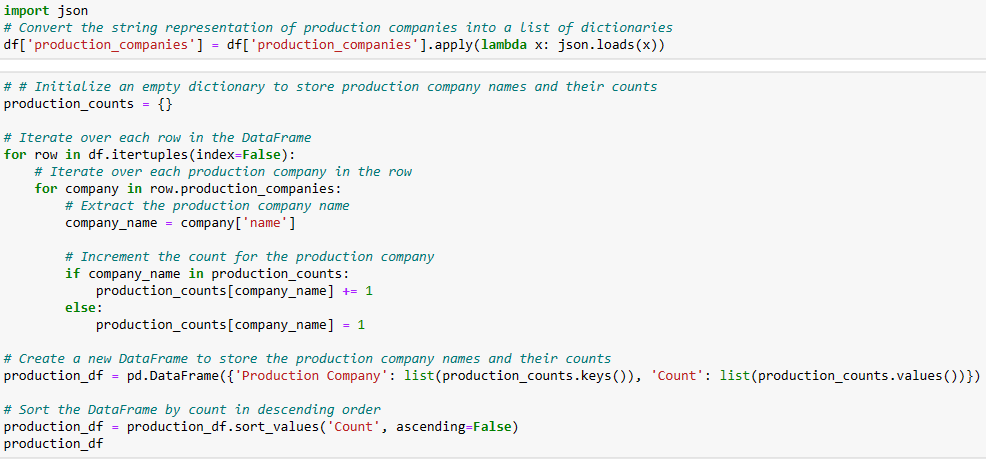 import json
# Convert the string representation of production companies into a list of dictionaries
df['production_companies'] = df['production_companies'].apply(lambda x: json.loads(x))
# # Initialize an empty dictionary to store production company names and their counts
production_counts = {}
# Iterate over each row in the DataFrame
for row in df.itertuples(index=False):
    # Iterate over each production company in the row
    for company in row.production_companies:
        # Extract the production company name
        company_name = company['name']
        # Increment the count for the production company
        if company_name in production_counts:
            production_counts[company_name] += 1
        else:
            production_counts[company_name] = 1
# Create a new DataFrame to store the production company names and their counts
production_df = pd.DataFrame({'Production Company': list(production_counts.keys()), 'Count': list(production_counts.values())})
# Sort the DataFrame by count in descending order
production_df = production_df.sort_values('Count', ascending=False)
production_df